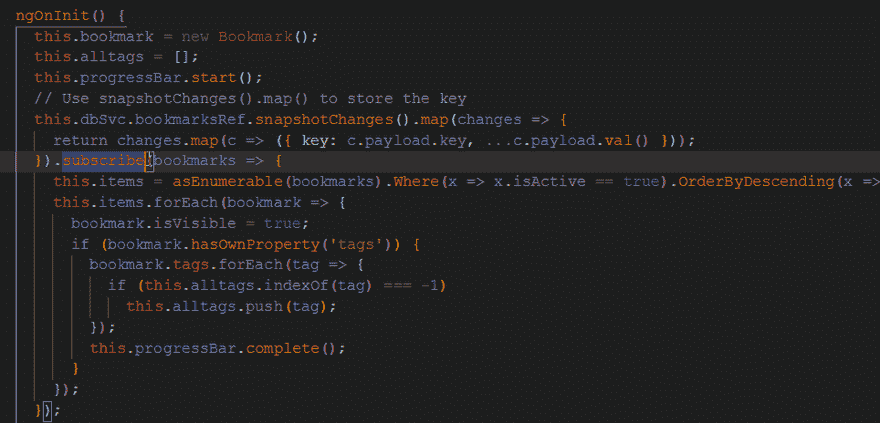 ngOnInit() {
this.bookmark = new Bookmark();
this.alltags = [];
this.progressBar.start();
// Use snapshotChanges().map() to store the key
this.dbSvc.bookmarksRef.snapshotChanges().map(changes => {
return changes.map(c => ({ key: c.payload.key, ...c.payload.val() }));
}).subscribe(bookmarks => {
this.items = asEnumerable(bookmarks).Where(x => x.isActive == true).OrderByDescending(x =>
this.items.forEach(bookmark => {
bookmark.isVisible = true;
if (bookmark.hasOwnProperty('tags')) {
bookmark.tags.forEach(tag => {
if (this.alltags.indexOf(tag) === -1)
this.alltags.push(tag);
});
this.progressBar.complete();
}
});
});